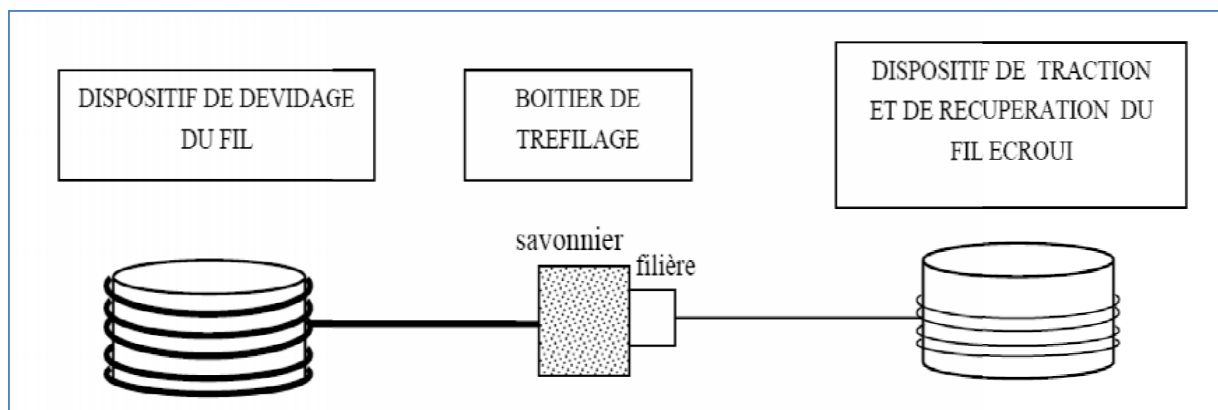 DISPOSITIF DE DEVIDAGE
DU FIL
BOITIER DE
TREFILAGE
DISPOSITIF DE TRACTION
ET DE RECUPERATION DU
FIL ECROUI
savonnier
filière